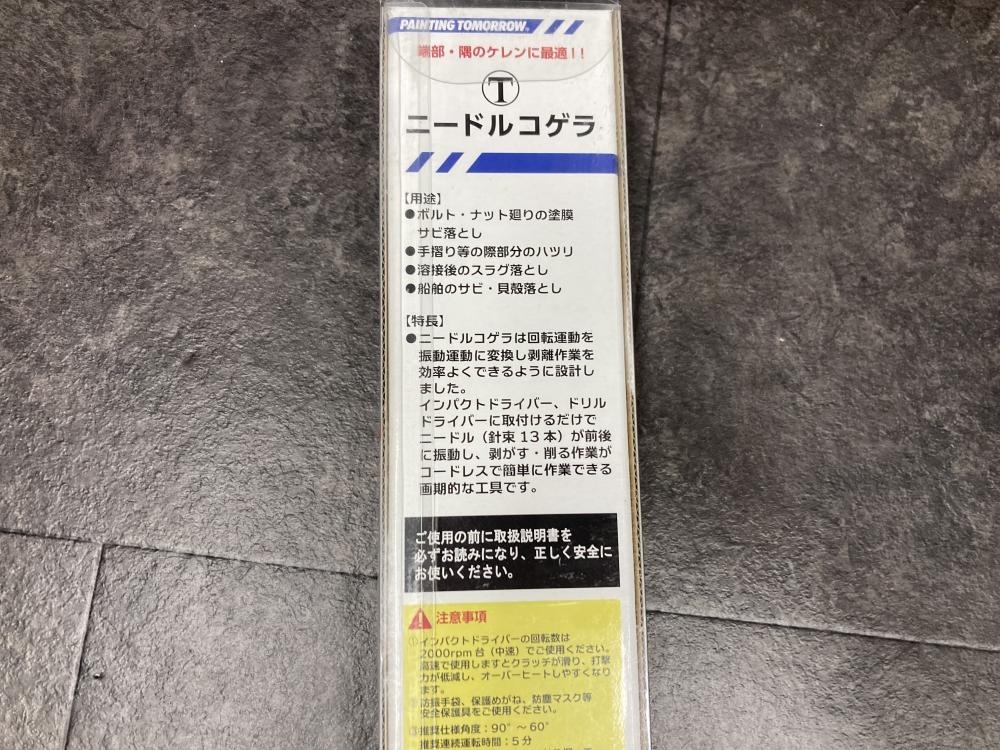 PAINTING TOMORROW®
端部・隅のケレンに最適!!
T
ニードルコゲラ
【用途】
●ボルト・ナット廻りの塗膜
サビ落とし
●手摺り等の際部分のハツリ
●溶接後のスラグ落とし
●船舶のサビ・貝殻落とし
【特長】
●ニードルコゲラは回転運動を
振動運動に変換し剥離作業を
効率よくできるように設計し
ました。
インパクトドライバー、ドリル
ドライバーに取付けるだけで
ニードル（針束13本）が前後
に振動し、剥がす・削る作業が
コードレスで簡単に作業できる
画期的な工具です。
ご使用の前に取扱説明書を
必ずお読みになり、正しく安全に
お使いください。
注意事項
①インパクトドライバーの回転数は
2000rpm台（中速）でご使用ください。
高速で使用しますとクラッチが滑り、打撃
力が低減し、オーバーヒートしやすくなり
ます。
②防振手袋、保護めがね、防塵マスク等
安全保護具をご使用ください。
③推奨仕様角度：90°～60°
推奨連続運転時間：5分